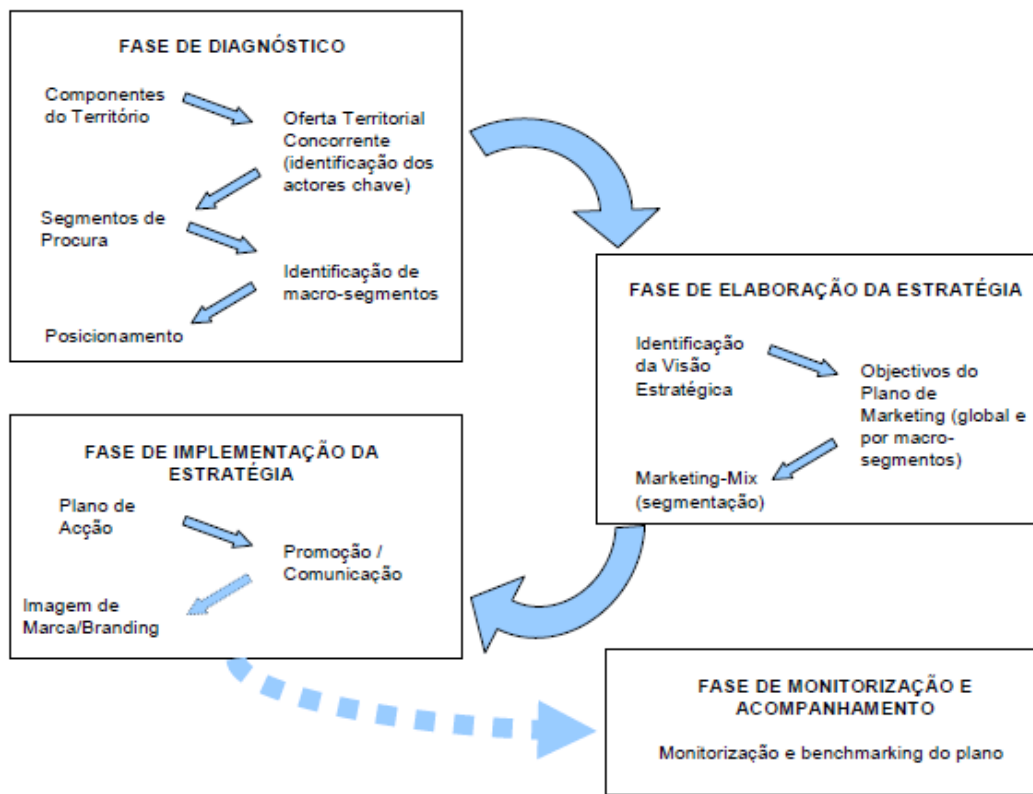 FASE DE DIAGNÓSTICO
Componentes
do Território
Oferta Territorial
Concorrente
(identificação dos
actores chave)
Segmentos de
Procura
Identificação de
macro-segmentos
Posicionamento
FASE DE ELABORAÇÃO DA ESTRATÉGIA
Identificação
da Visão
Estratégica
Objectivos do
Plano de
Marketing (global e
por macro-
segmentos)
Marketing-Mix
(segmentação)
FASE DE IMPLEMENTAÇÃO DA
ESTRATÉGIA
Plano de
Acção
Promoção /
Comunicação
Imagem de
Marca/Branding
FASE DE MONITORIZAÇÃO E
ACOMPANHAMENTO
Monitorização e benchmarking do plano